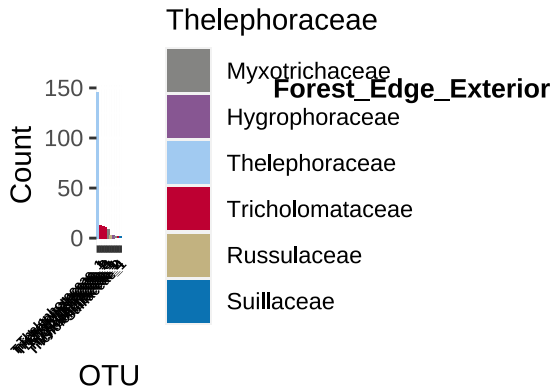 Thelephoraceae
Myxotrichaceae
Forest_Edge_Exterior
Hygrophoraceae
Thelephoraceae
Tricholomataceae
Russulaceae
Suillaceae
Count
150
100
50
0
OTU